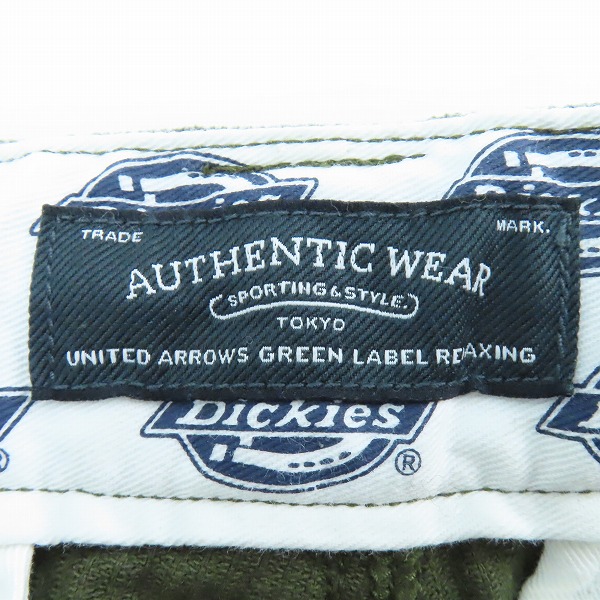 TRADE MARK.
AUTHENTIC WEAR
SPORTING & STYLE.
TOKYO
UNITED ARROWS GREEN LABEL RELAXING
Dickies
®